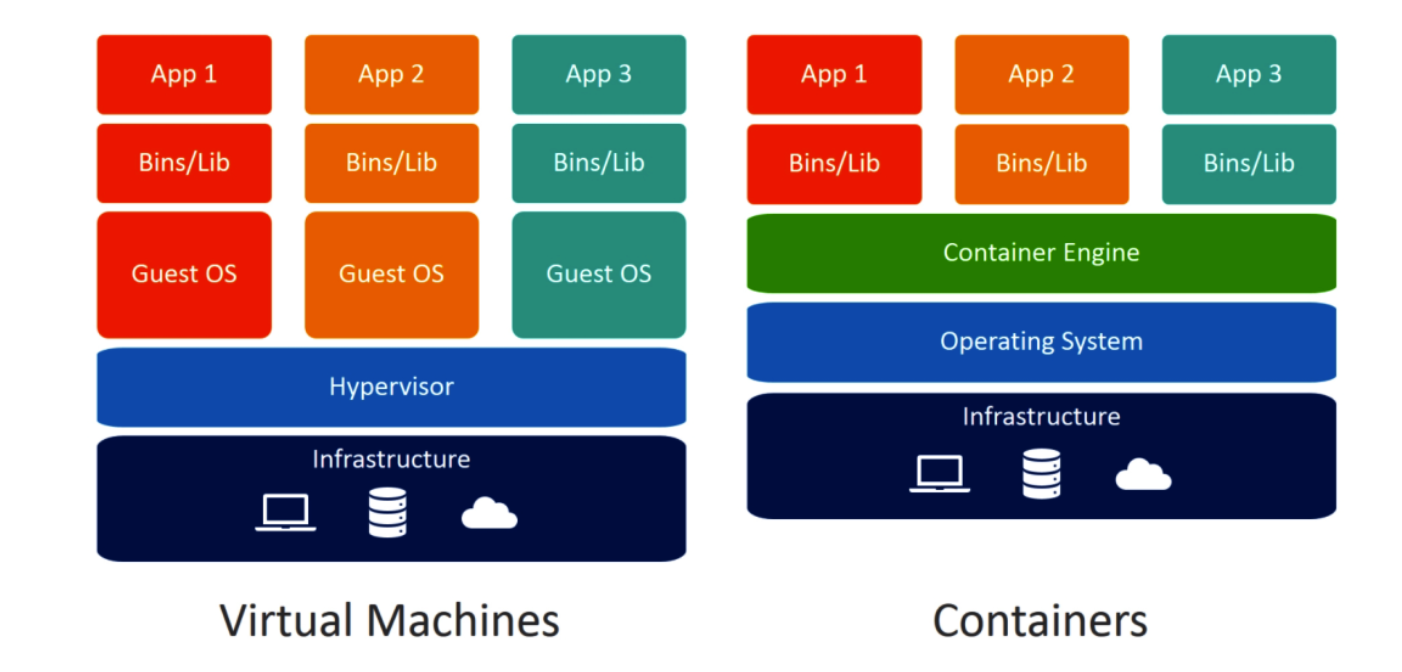 App 1
App 2
App 3
Bins/Lib
Bins/Lib
Bins/Lib
Guest OS
Guest OS
Guest OS
Hypervisor
Infrastructure
Virtual Machines
App 1
App 2
App 3
Bins/Lib
Bins/Lib
Bins/Lib
Container Engine
Operating System
Infrastructure
Containers